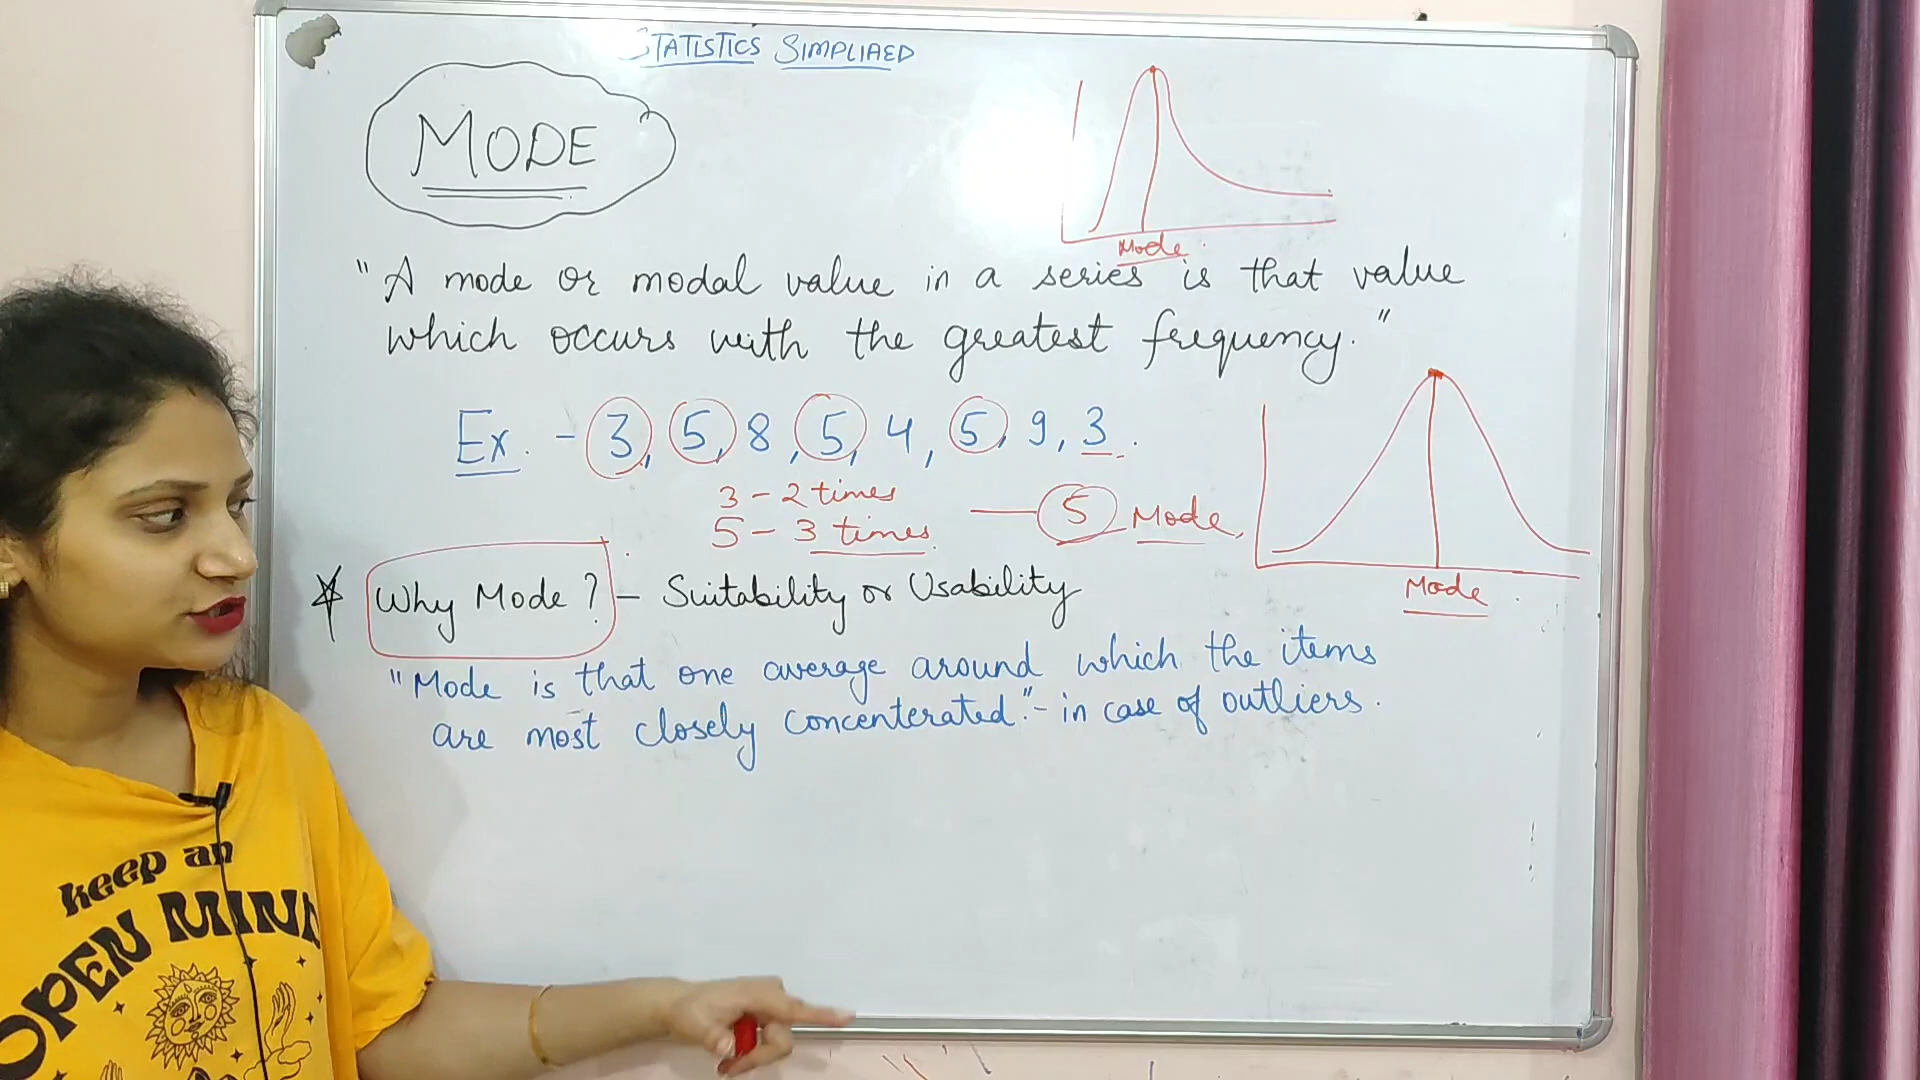 STATISTICS SIMPLIFIED
MODE
Mode
"A mode or modal value in a series is that value
which occurs with the greatest frequency."
Ex. - 3, 5, 8, 5, 4, 5, 9, 3.
3 - 2 times
5 - 3 times
5 Mode
Mode
Why Mode? - Suitability or Usability
"Mode is that one average around which the items
are most closely concenterated." - in case of outliers.
keep an
OPEN MIND